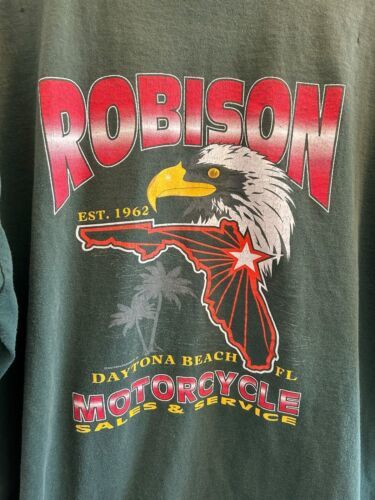 ROBISON
EST. 1962
DAYTONA BEACH FL
MOTORCYCLE
SALES & SERVICE